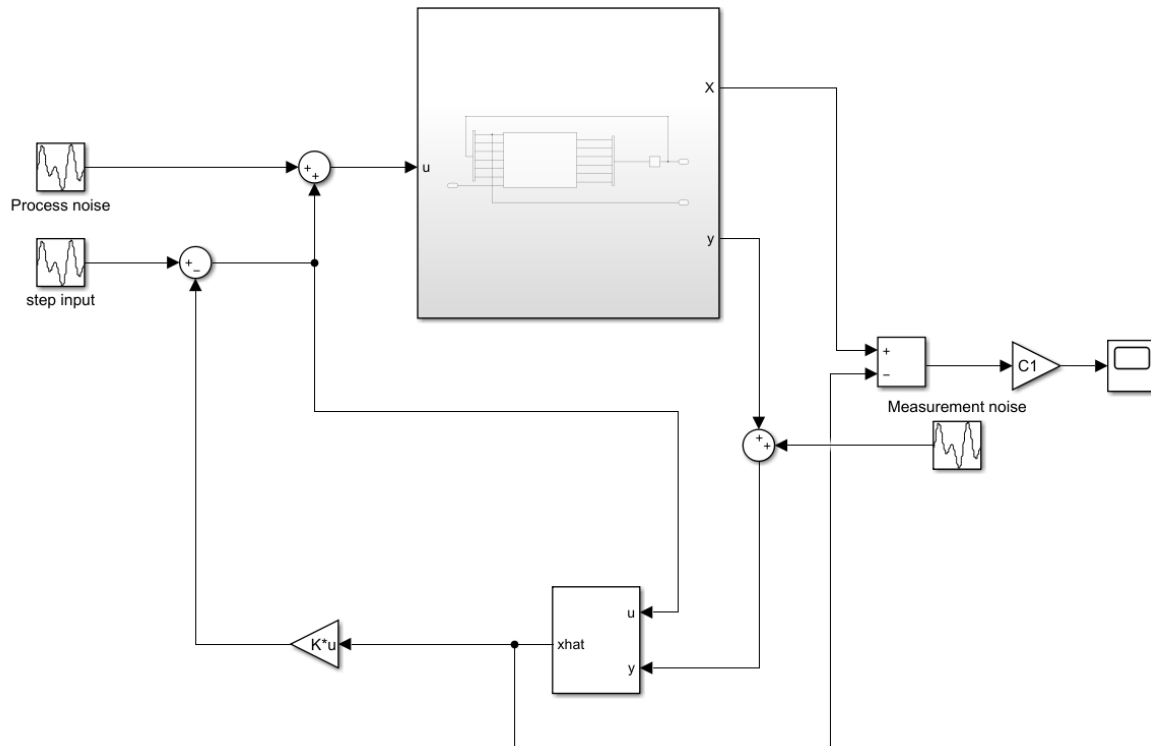 X
Process noise
u
+
+
step input
+
−
y
+
−
C1
Measurement noise
+
+
K*u
xhat
u
y